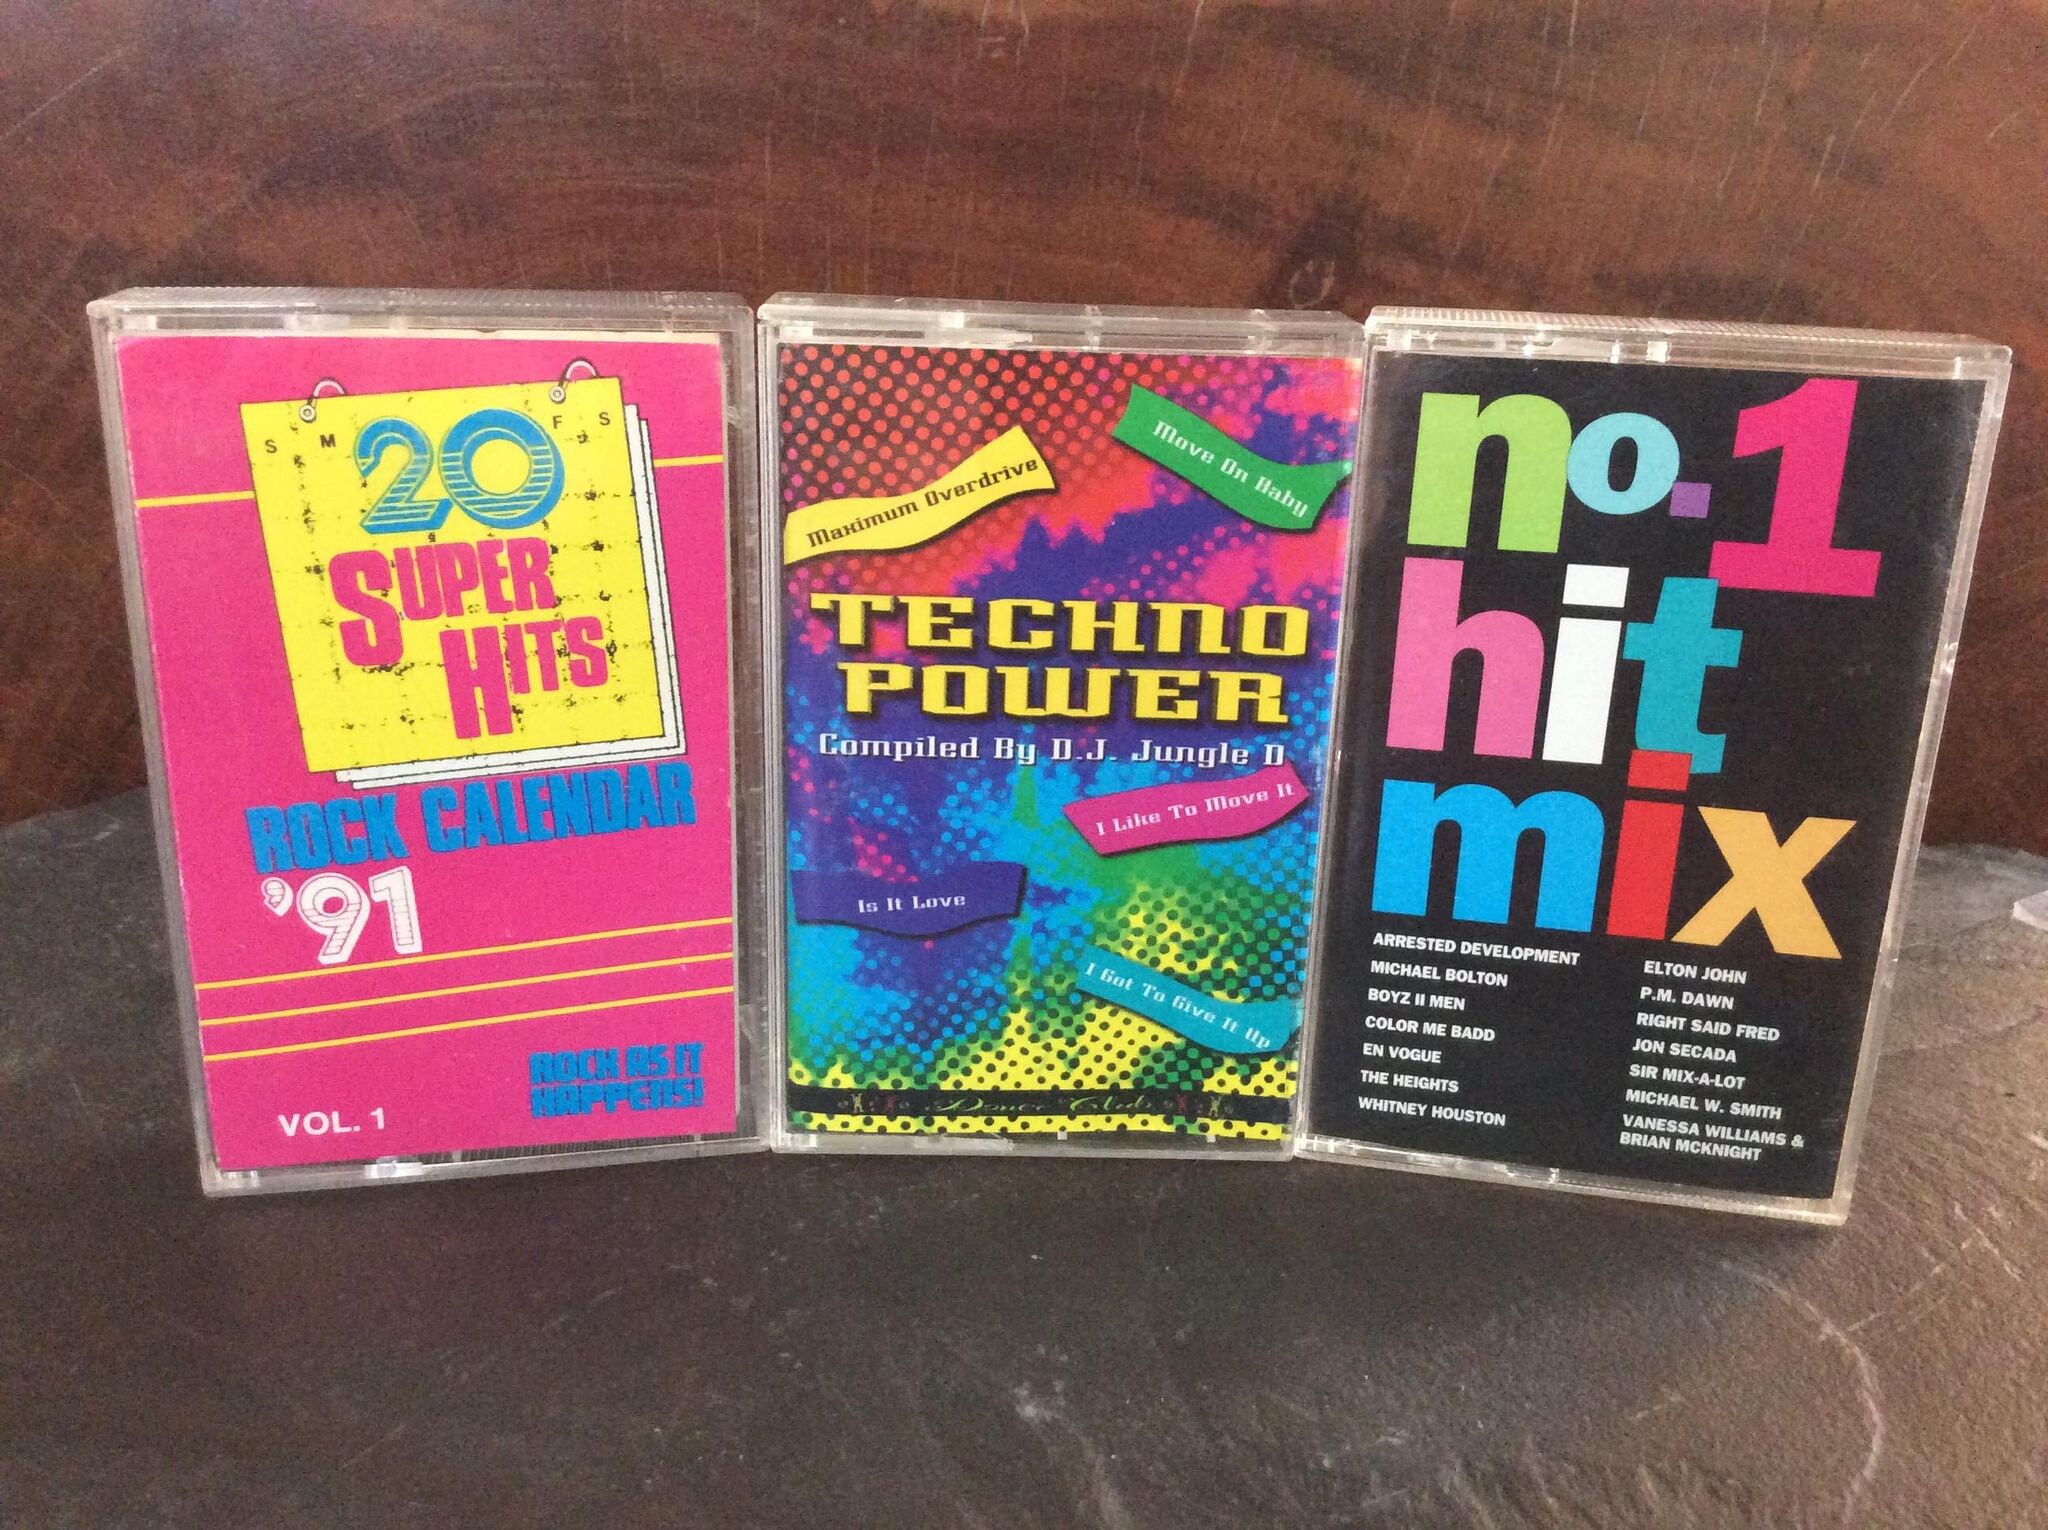 S M F S
20
SUPER
HITS
ROCK CALENDAR
'91
ROCK AS IT
HAPPENS!
VOL. 1
Maximum Overdrive
Move On Baby
TECHNO
POWER
Compiled By D.J. Jungle D
I Like To Move It
Is It Love
I Got To Give It Up
Dance Club
no.1
hit
mix
ARRESTED DEVELOPMENT
MICHAEL BOLTON
BOYZ II MEN
COLOR ME BADD
EN VOGUE
THE HEIGHTS
WHITNEY HOUSTON
ELTON JOHN
P.M. DAWN
RIGHT SAID FRED
JON SECADA
SIR MIX-A-LOT
MICHAEL W. SMITH
VANESSA WILLIAMS &
BRIAN MCKNIGHT